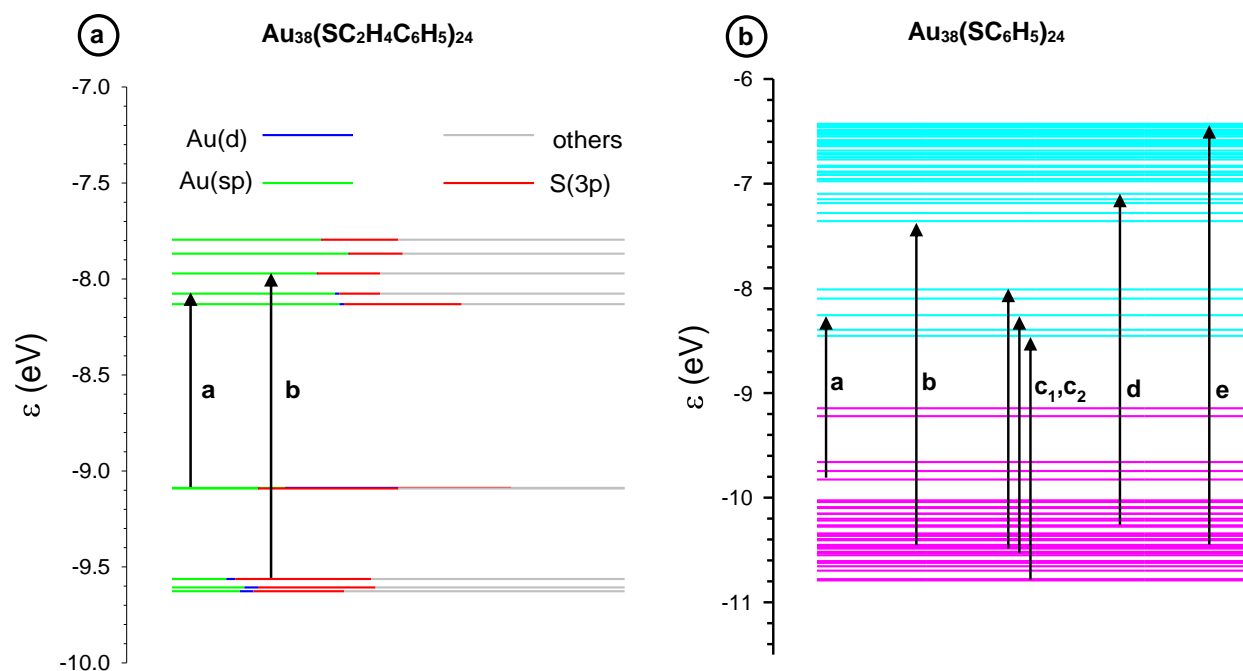 a
Au₃₈(SC₂H₄C₆H₅)₂₄
-7.0
-7.5
-8.0
-8.5
-9.0
-9.5
-10.0
ε (eV)
Au(d)
others
Au(sp)
S(3p)
a
b
b
Au₃₈(SC₆H₅)₂₄
-6
-7
-8
-9
-10
-11
ε (eV)
a
b
c₁,c₂
d
e